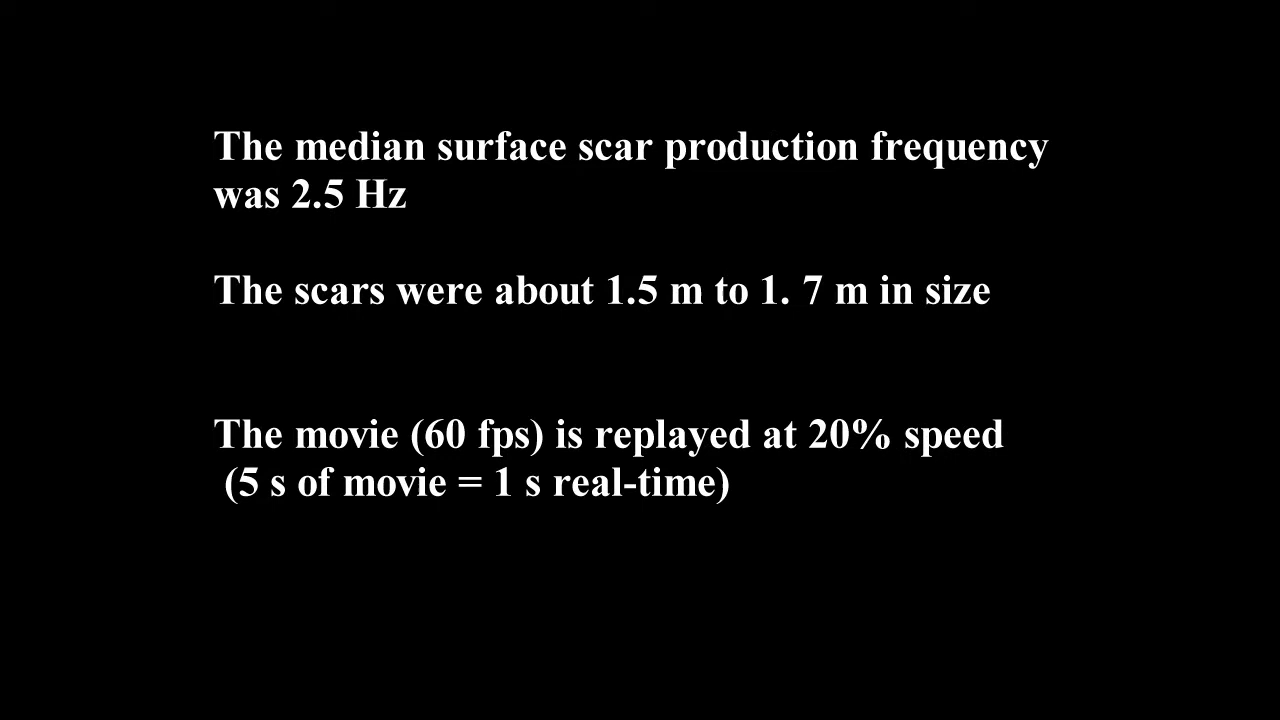 The median surface scar production frequency
was 2.5 Hz
The scars were about 1.5 m to 1. 7 m in size
The movie (60 fps) is replayed at 20% speed
(5 s of movie = 1 s real-time)